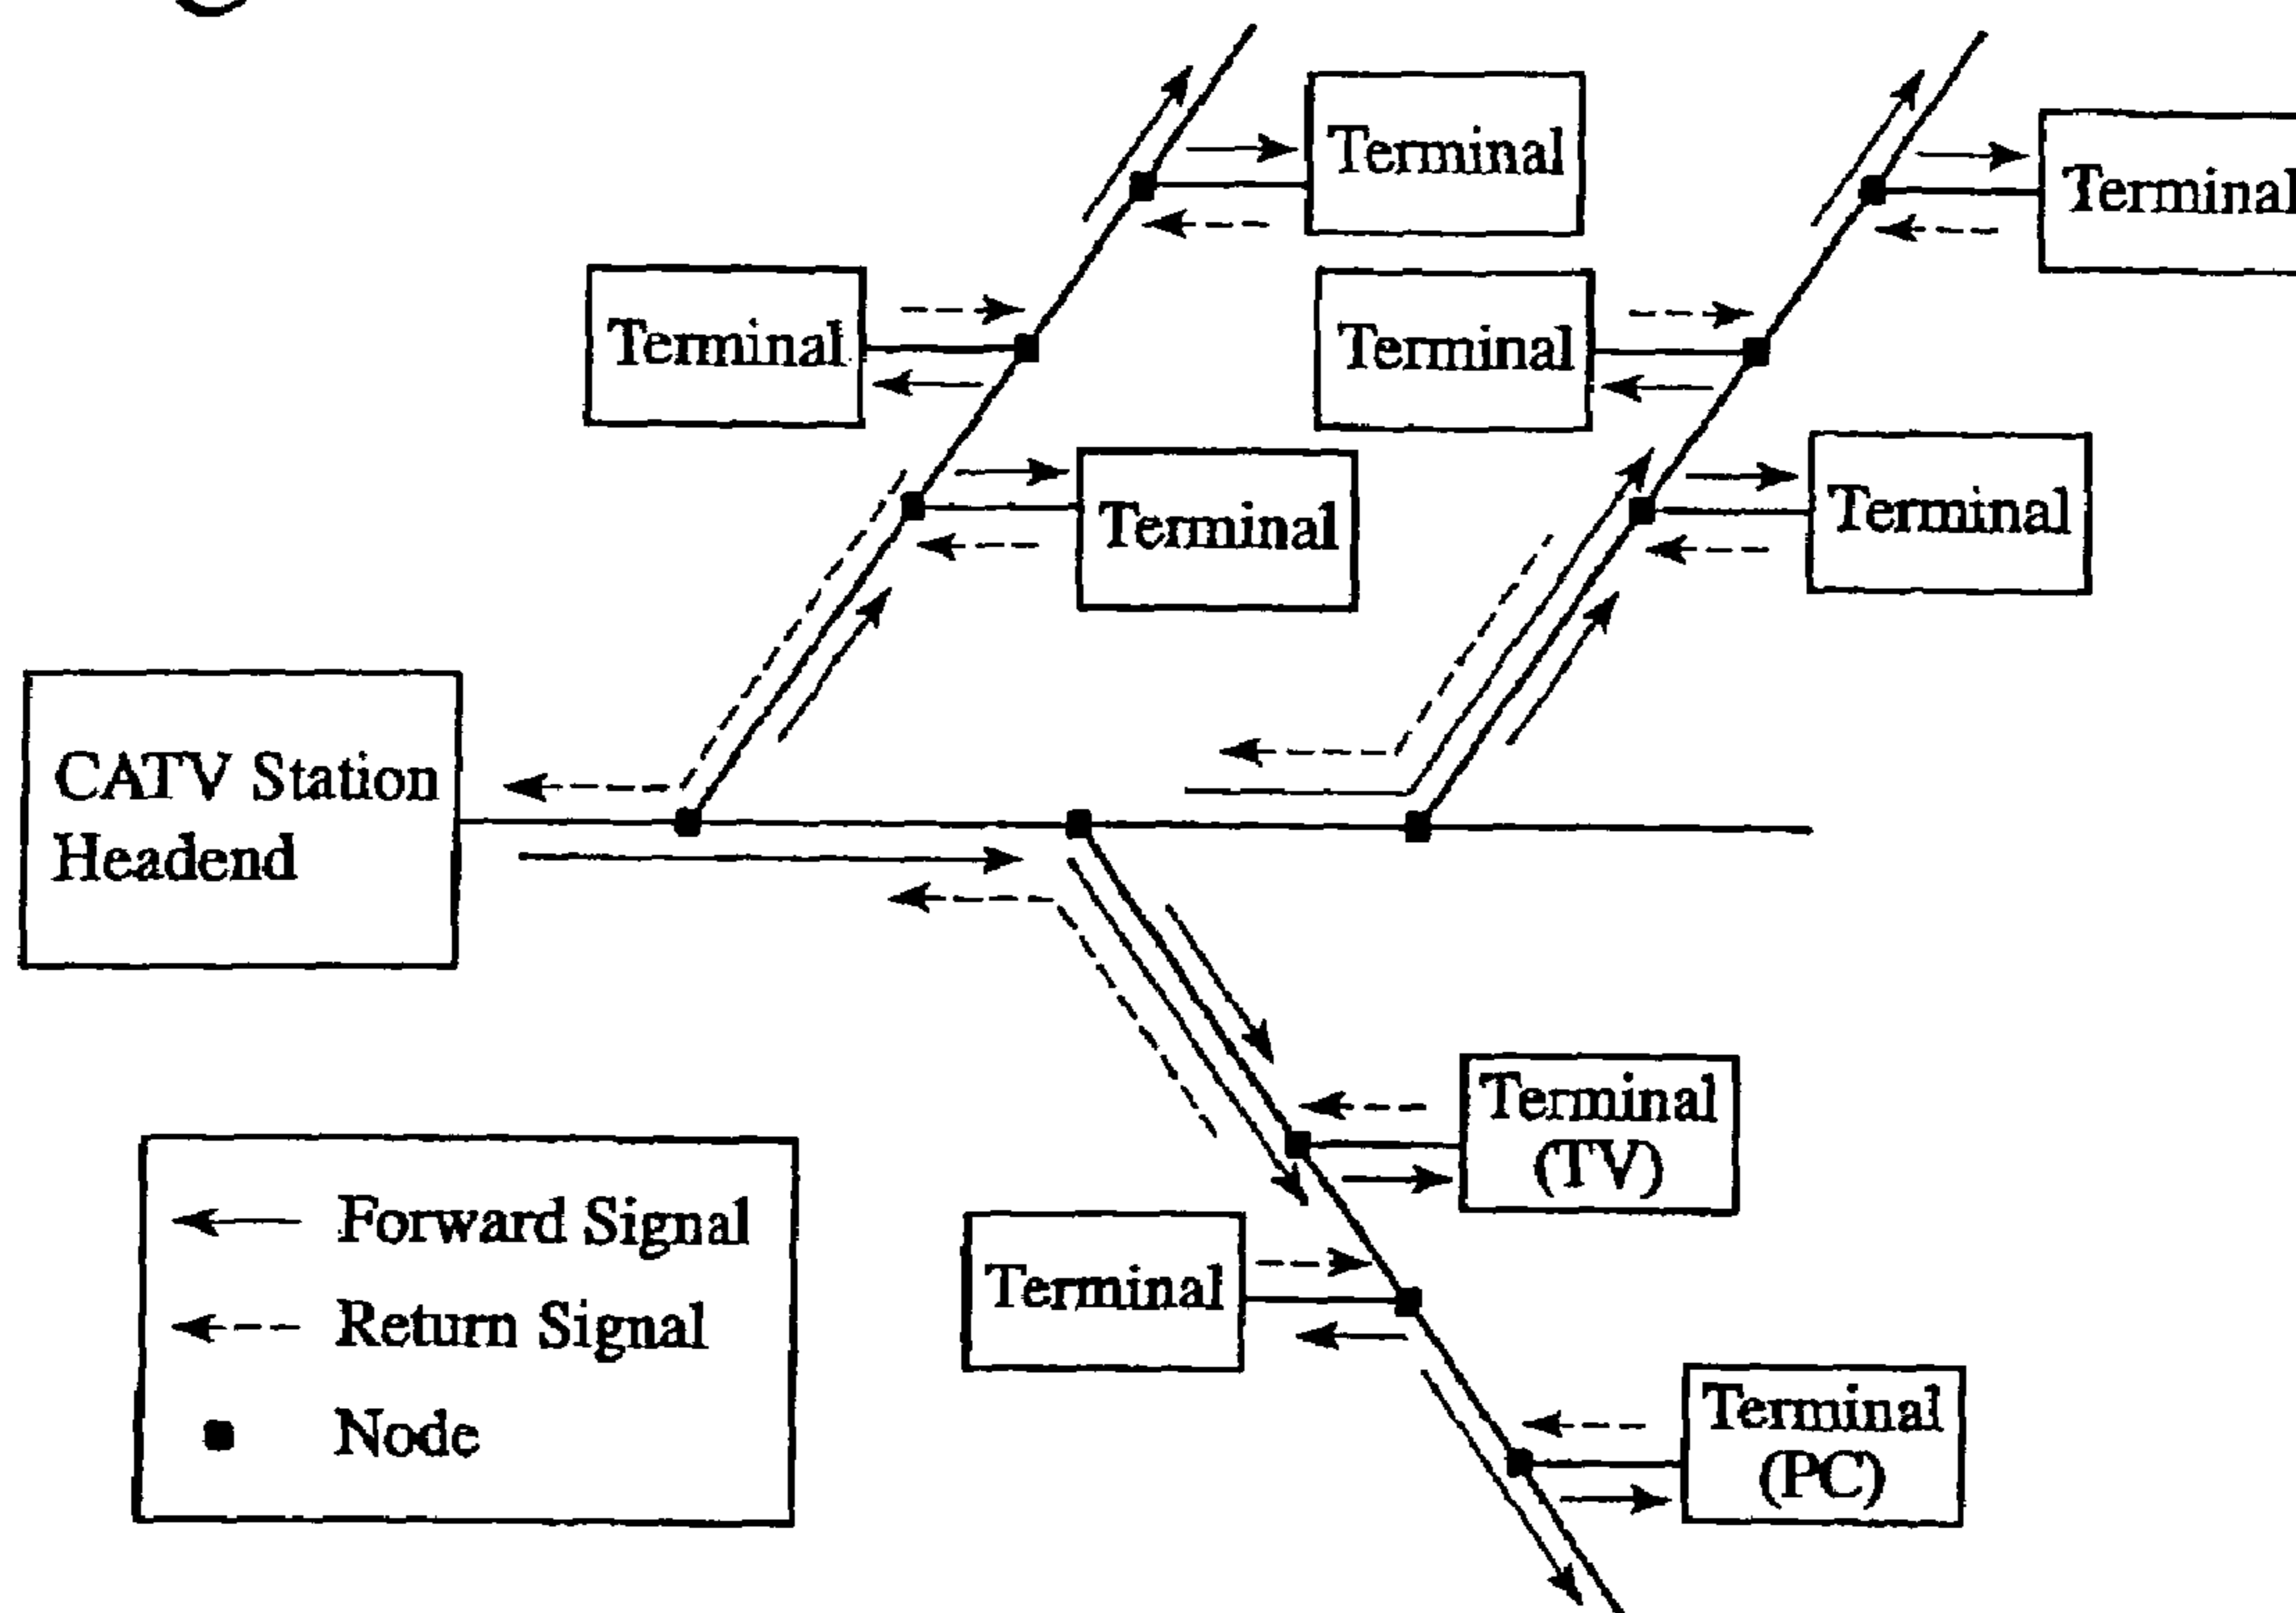 Terminal
Terminal
Terminal
Terminal
Terminal
Terminal
CATV Station
Headend
Terminal
(TV)
Terminal
Terminal
(PC)
Forward Signal
Return Signal
Node